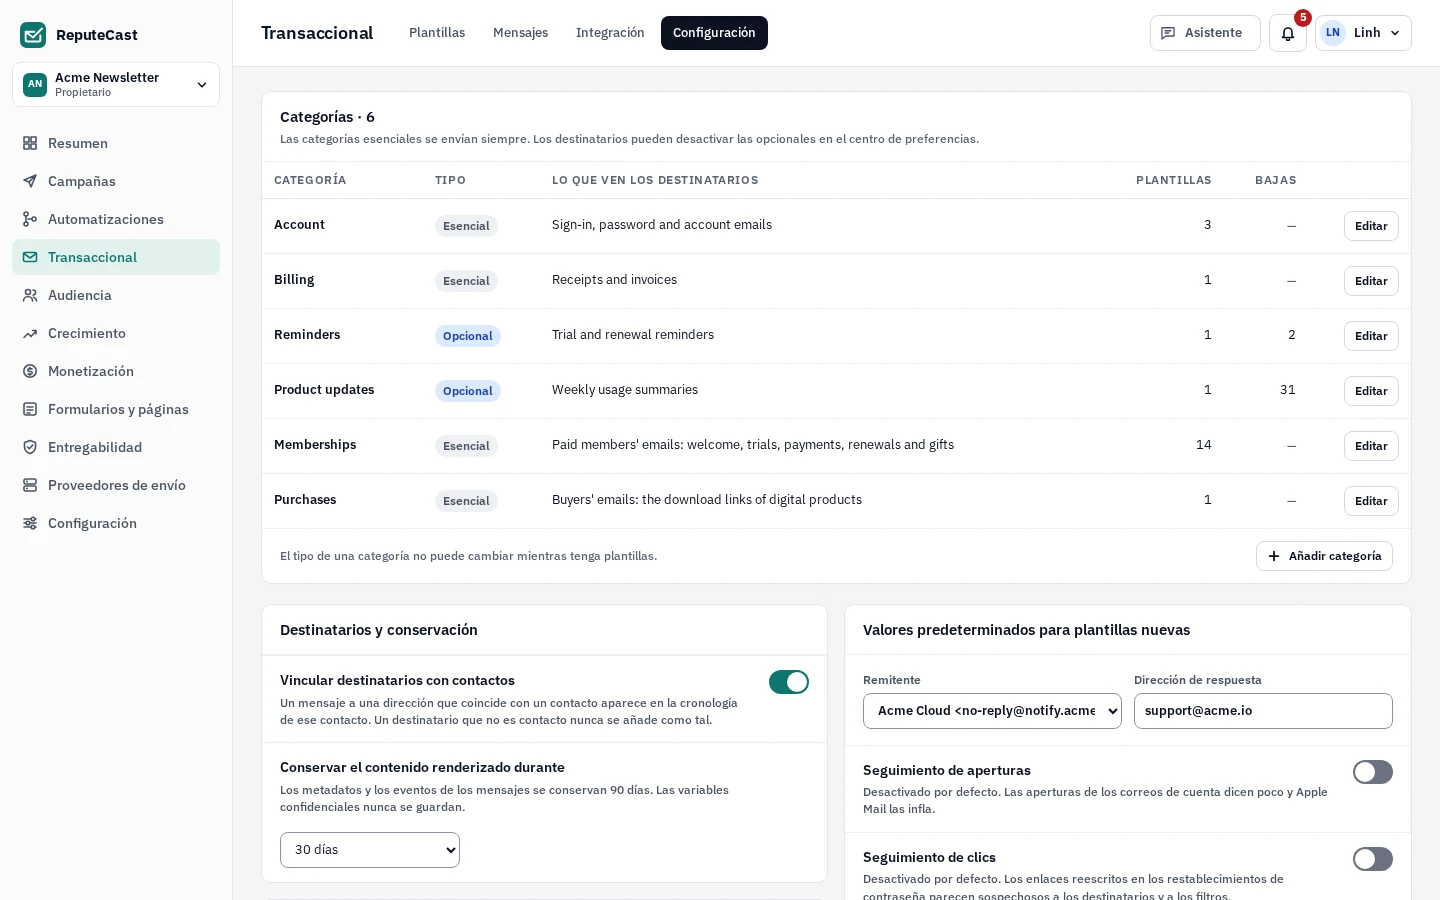 ReputeCast
AN
Acme Newsletter
Propietario
Resumen
Campañas
Automatizaciones
Transaccional
Audiencia
Crecimiento
Monetización
Formularios y páginas
Entregabilidad
Proveedores de envío
Configuración
Transaccional
Plantillas
Mensajes
Integración
Configuración
Asistente
5
LN
Linh
Categorías · 6
Las categorías esenciales se envían siempre. Los destinatarios pueden desactivar las opcionales en el centro de preferencias.
CATEGORÍA TIPO LO QUE VEN LOS DESTINATARIOS PLANTILLAS BAJAS
Account Esencial Sign-in, password and account emails 3 — Editar
Billing Esencial Receipts and invoices 1 — Editar
Reminders Opcional Trial and renewal reminders 1 2 Editar
Product updates Opcional Weekly usage summaries 1 31 Editar
Memberships Esencial Paid members' emails: welcome, trials, payments, renewals and gifts 14 — Editar
Purchases Esencial Buyers' emails: the download links of digital products 1 — Editar
El tipo de una categoría no puede cambiar mientras tenga plantillas.
Añadir categoría
Destinatarios y conservación
Vincular destinatarios con contactos
Un mensaje a una dirección que coincide con un contacto aparece en la cronología
de ese contacto. Un destinatario que no es contacto nunca se añade como tal.
Conservar el contenido renderizado durante
Los metadatos y los eventos de los mensajes se conservan 90 días. Las variables
confidenciales nunca se guardan.
30 días
Valores predeterminados para plantillas nuevas
Remitente Dirección de respuesta
Acme Cloud <no-reply@notify.acme support@acme.io
Seguimiento de aperturas
Desactivado por defecto. Las aperturas de los correos de cuenta dicen poco y Apple
Mail las infla.
Seguimiento de clics
Desactivado por defecto. Los enlaces reescritos en los restablecimientos de
contraseña parecen sospechosos a los destinatarios y a los filtros.